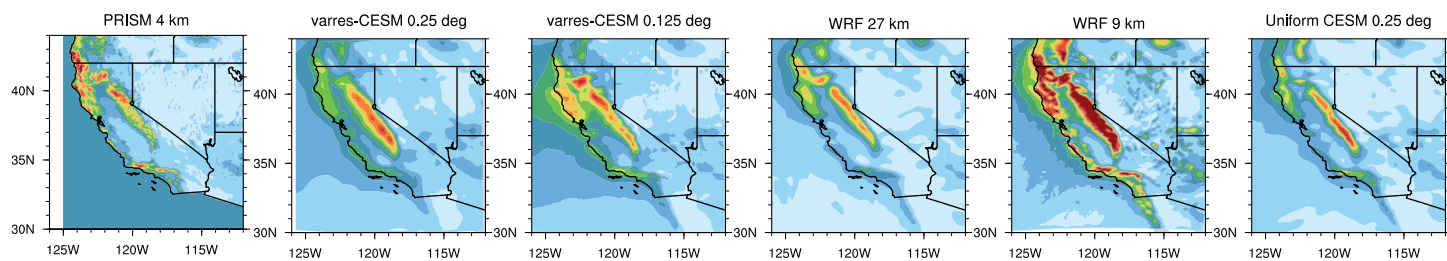 PRISM 4 km
varres-CESM 0.25 deg
varres-CESM 0.125 deg
WRF 27 km
WRF 9 km
Uniform CESM 0.25 deg
40N 40N 40N 40N 40N 40N
35N 35N 35N 35N 35N 35N
30N 30N 30N 30N 30N 30N
125W 120W 115W 125W 120W 115W 125W 120W 115W 125W 120W 115W 125W 120W 115W 125W 120W 115W